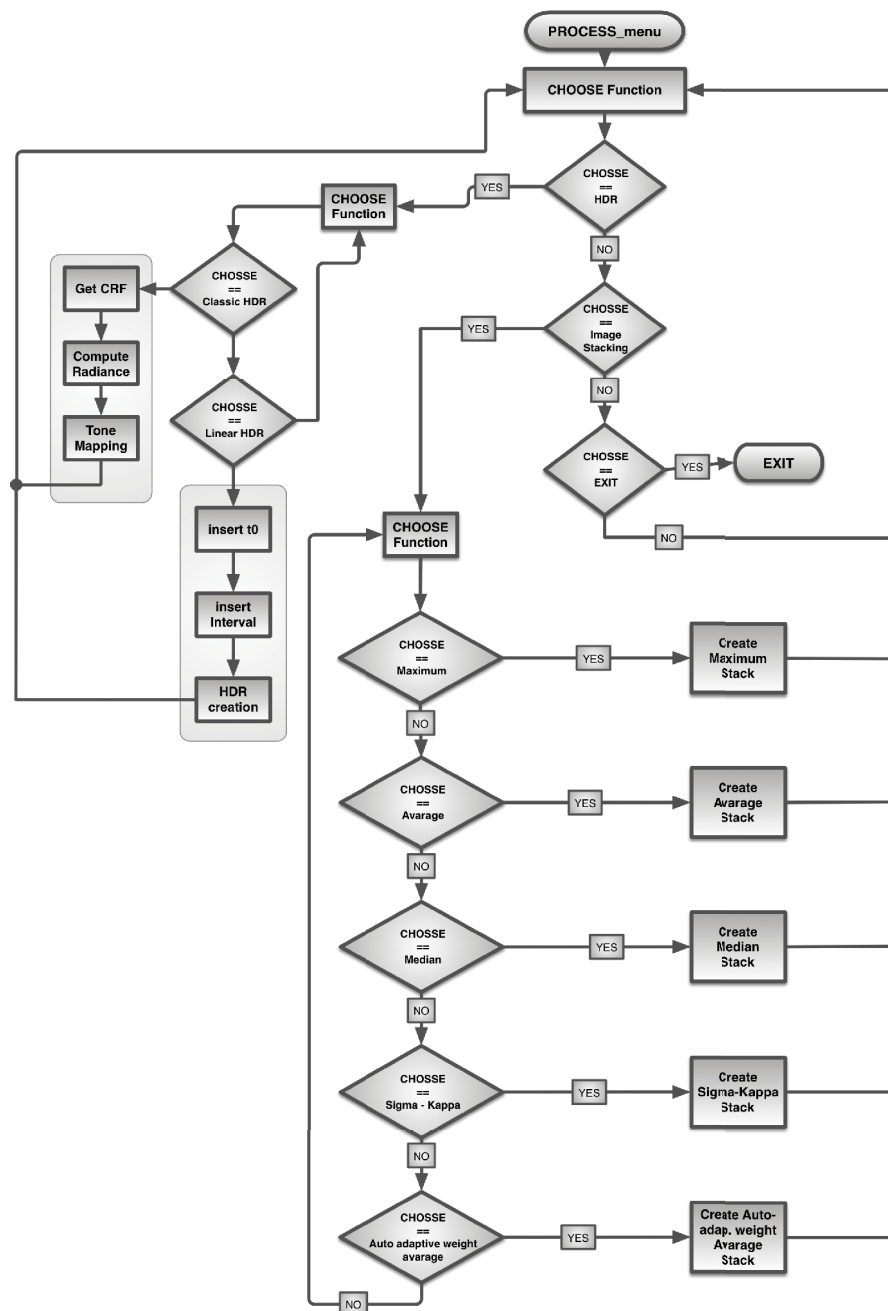 PROCESS_menu
CHOOSE Function
CHOSSE
==
HDR
YES
NO
CHOOSE
Function
CHOSSE
==
Classic HDR
Get CRF
Compute
Radiance
Tone
Mapping
CHOSSE
==
Linear HDR
insert t0
insert
Interval
HDR
creation
CHOSSE
==
Image
Stacking
YES
NO
CHOSSE
==
EXIT
YES
EXIT
NO
CHOOSE
Function
CHOSSE
==
Maximum
YES
Create
Maximum
Stack
NO
CHOSSE
==
Avarage
YES
Create
Avarage
Stack
NO
CHOSSE
==
Median
YES
Create
Median
Stack
NO
CHOSSE
==
Sigma - Kappa
YES
Create
Sigma-Kappa
Stack
NO
CHOSSE
==
Auto adaptive weight
avarage
YES
Create Auto-
adap. weight
Avarage
Stack
NO